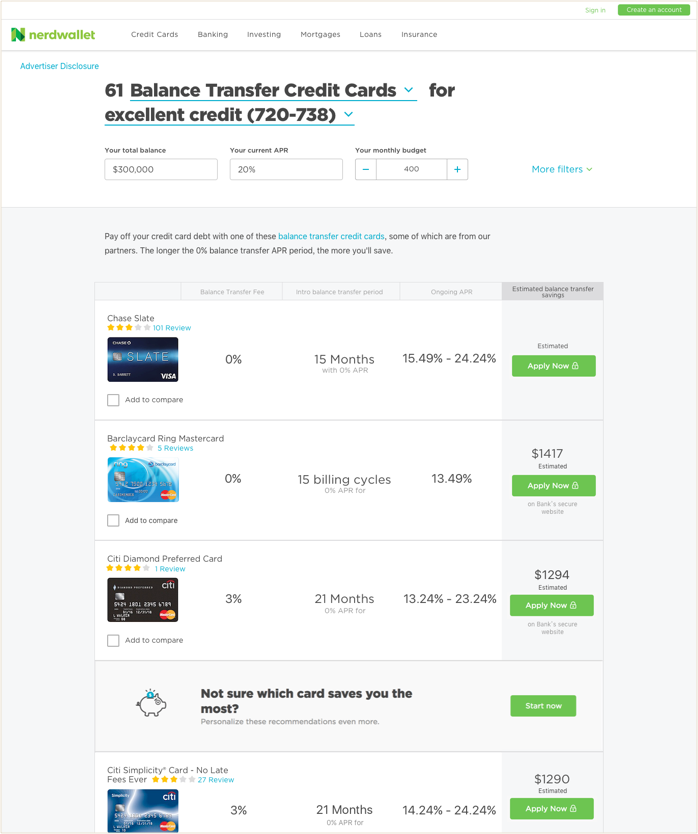 Sign in
Create an account
nerdwallet
Credit Cards
Banking
Investing
Mortgages
Loans
Insurance
Advertiser Disclosure
61 Balance Transfer Credit Cards for
excellent credit (720-738)
Your total balance
Your current APR
Your monthly budget
$300,000
20%
− 400 +
More filters
Pay off your credit card debt with one of these balance transfer credit cards, some of which are from our
partners. The longer the 0% balance transfer APR period, the more you'll save.
Balance Transfer Fee
Intro balance transfer period
Ongoing APR
Estimated balance transfer
savings
Chase Slate
101 Review
CHASE
SLATE
VISA
0%
15 Months
with 0% APR
15.49% - 24.24%
Estimated
Apply Now
Add to compare
Barclaycard Ring Mastercard
5 Reviews
0%
15 billing cycles
0% APR for
13.49%
$1417
Estimated
Apply Now
on Bank's secure
website
Add to compare
Citi Diamond Preferred Card
1 Review
citi
3%
21 Months
0% APR for
13.24% - 23.24%
$1294
Estimated
Apply Now
on Bank's secure
website
Add to compare
Not sure which card saves you the
most?
Personalize these recommendations even more.
Start now
Citi Simplicity® Card - No Late
Fees Ever
27 Review
Simplicity
citi
3%
21 Months
0% APR for
14.24% - 24.24%
$1290
Estimated
Apply Now